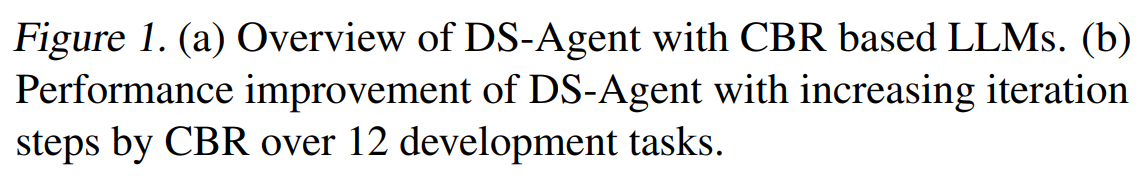 Figure 1. (a) Overview of DS-Agent with CBR based LLMs. (b)
Performance improvement of DS-Agent with increasing iteration
steps by CBR over 12 development tasks.